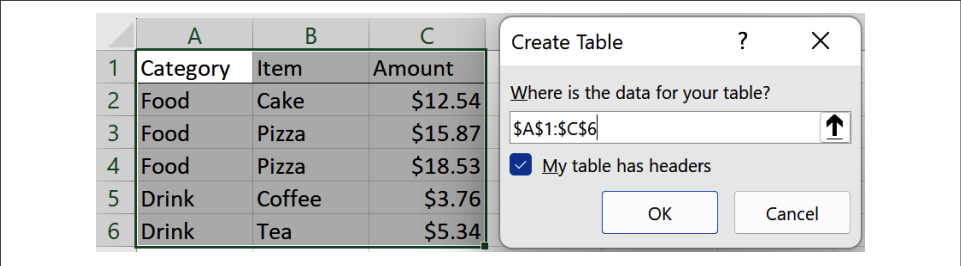 A B C
1 Category Item Amount
2 Food Cake $12.54
3 Food Pizza $15.87
4 Food Pizza $18.53
5 Drink Coffee $3.76
6 Drink Tea $5.34
Create Table ?
Where is the data for your table?
$A$1:$C$6
My table has headers
OK Cancel